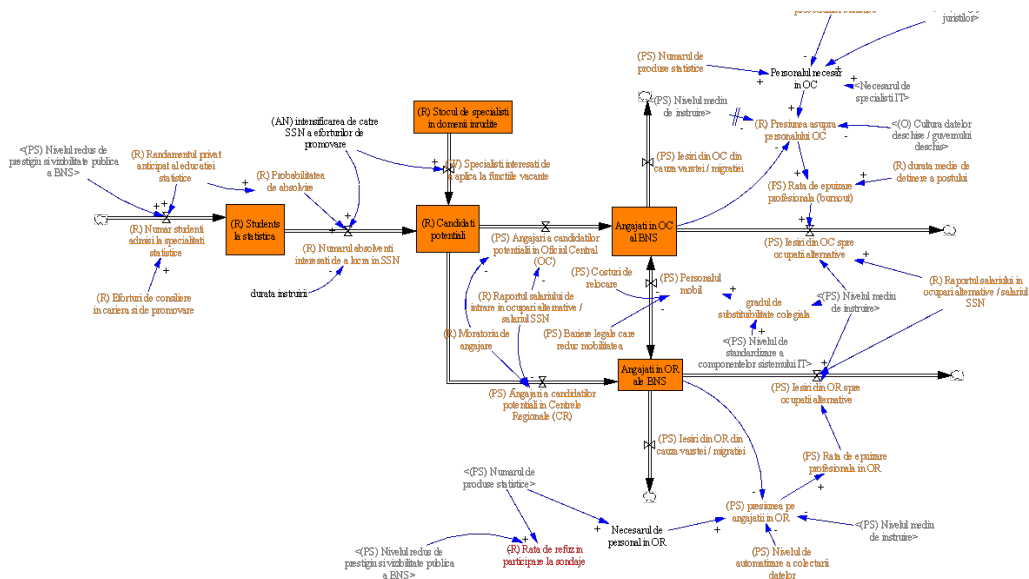 juristilor>
(PS) Numarul de
produse statistice
Personalul necesar
in OC
<Necesarul de
specialisti IT>
<(PS) Nivelul mediu
de instruire>
(R) Stocul de specialisti
in domenii inrudite
(R) Presiunea asupra
personalului OC
<(O) Cultura datelor
deschise / guvernului
deschis>
(AN) intensificarea de catre
SSN a eforturilor de
promovare
<(PS) Nivelul redus de
prestigiu si vizibilitate publica
a BNS>
(R) Randamentul privat
anticipat al educatiei
statistice
(R) Probabilitatea
de absolvire
Specialisti interesati de
a aplica la functiile vacante
(PS) Iesiri din OC din
cauza varstei / migratiei
(PS) Rata de epuizare
profesionala (burnout)
(R) durata medie de
detinere a postului
(R) Numar studenti
admisi la specialitati
statistice
(R) Students
la statistica
(R) Numarul absolventi
interesati de a lucra in SSN
(R) Candidati
potentiali
(PS) Angajari a candidatilor
potentiali in Oficiul Central
(OC)
Angajati in OC
al BNS
(PS) Iesiri din OC spre
ocupatii alternative
durata instruirii
(R) Eforturi de consiliere
in cariera si de promovare
(PS) Costuri de
relocare
(PS) Personalul
mobil
(R) Raportul salariului de
intrare in ocupari alternative /
salariul SSN
(R) Moratoriu de
angajare
(PS) Bariere legale care
reduc mobilitatea
gradul de
substituibilitate colegiala
<(PS) Nivelul mediu
de instruire>
(R) Raportul salariului in
ocupari alternative / salariul
SSN
<(PS) Nivelul de
standardizare a
componentelor sistemului IT>
(PS) Angajari a candidatilor
potentiali in Centrele
Regionale (CR)
Angajati in OR
ale BNS
(PS) Iesiri din OR spre
ocupatii alternative
(PS) Iesiri din OR din
cauza varstei / migratiei
(PS) Rata de epuizare
profesionala in OR
<(PS) Numarul de
produse statistice>
Necesarul de
personal in OR
(PS) presiunea pe
angajatii in OR
<(PS) Nivelul mediu
de instruire>
<(PS) Nivelul redus de
prestigiu si vizibilitate publica
a BNS>
(R) Rata de refuz in
participare la sondaje
(PS) Nivelul de
automatizare a colectarii
datelor